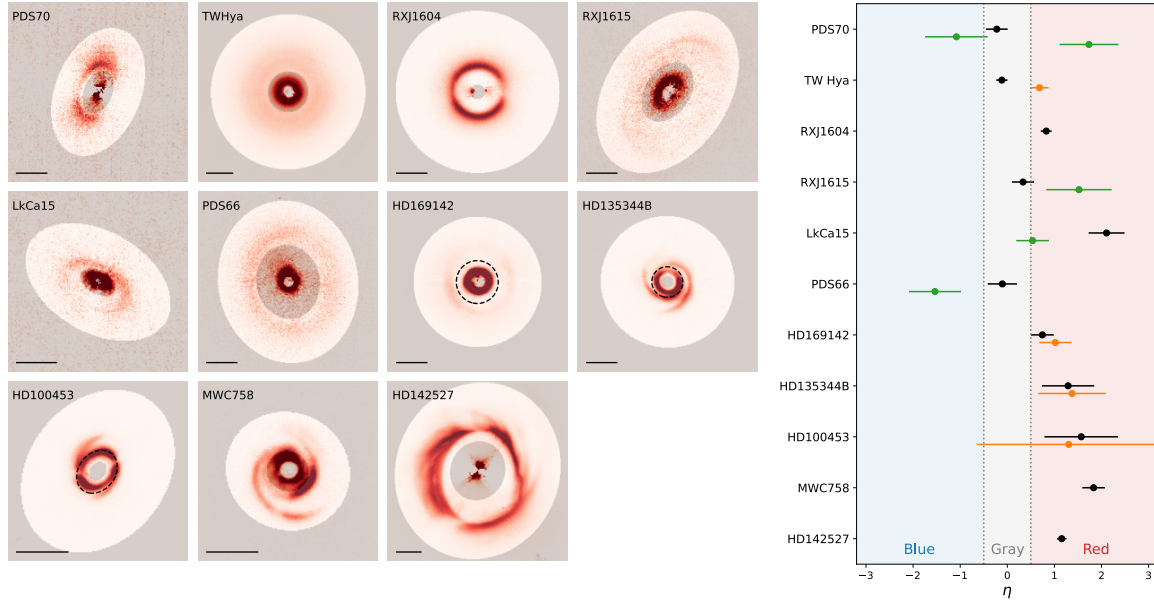 PDS70
TWHya
RXJ1604
RXJ1615
LkCa15
PDS66
HD169142
HD135344B
HD100453
MWC758
HD142527
PDS70
TW Hya
RXJ1604
RXJ1615
LkCa15
PDS66
HD169142
HD135344B
HD100453
MWC758
HD142527
Blue
Gray
Red
−3 −2 −1 0 1 2 3
η